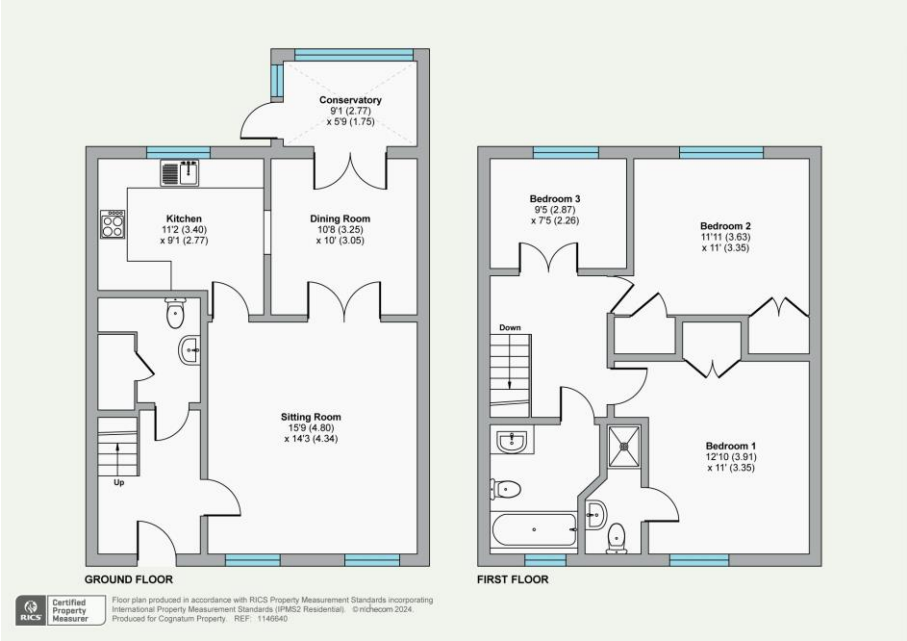 Conservatory
9'1 (2.77)
x 5'9 (1.75)
Kitchen
11'2 (3.40)
x 9'1 (2.77)
Dining Room
10'8 (3.25)
x 10' (3.05)
Sitting Room
15'9 (4.80)
x 14'3 (4.34)
Up
GROUND FLOOR
Bedroom 3
9'5 (2.87)
x 7'5 (2.26)
Bedroom 2
11'11 (3.63)
x 11' (3.35)
Down
Bedroom 1
12'10 (3.91)
x 11' (3.35)
FIRST FLOOR
RICS
Certified
Property
Measurer
Floor plan produced in accordance with RICS Property Measurement Standards incorporating
International Property Measurement Standards (IPMS2 Residential). © nichecom 2024.
Produced for Cognatum Property. REF: 1146640